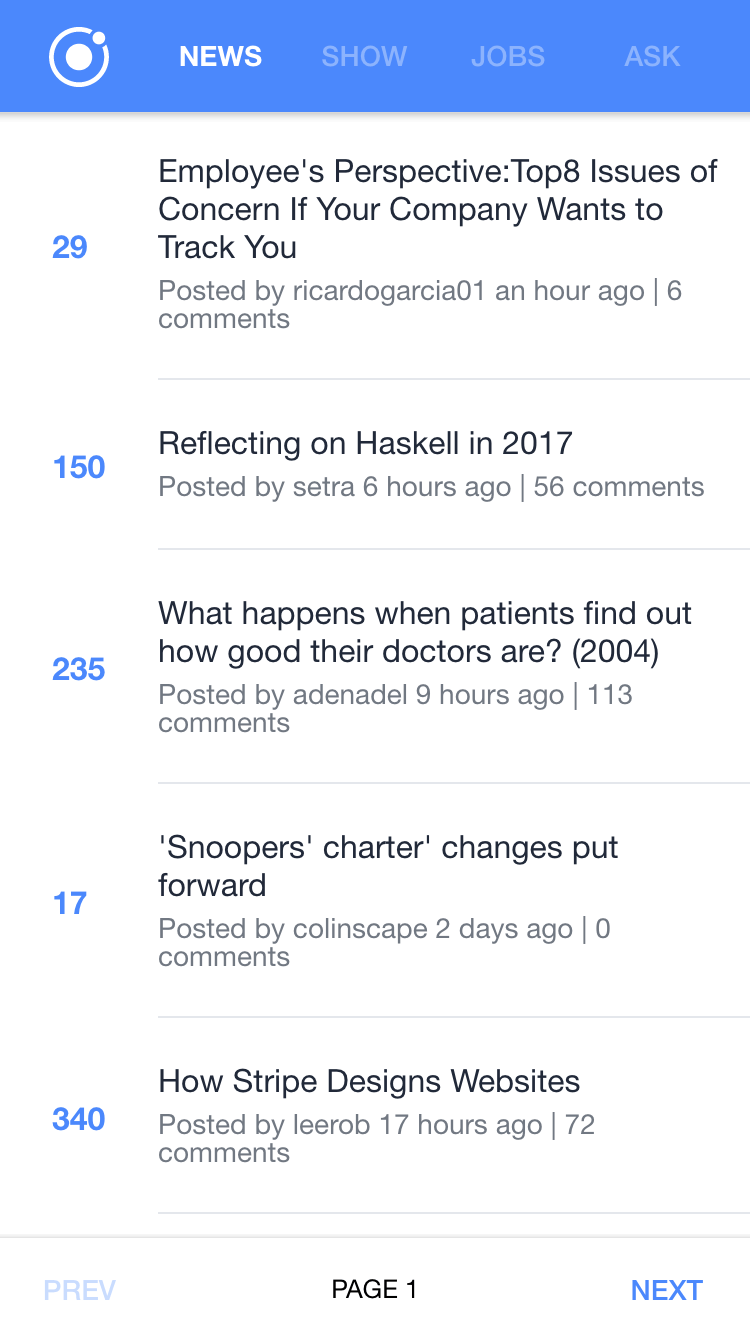 NEWS SHOW JOBS ASK
Employee's Perspective:Top8 Issues of
Concern If Your Company Wants to
Track You
29
Posted by ricardogarcia01 an hour ago | 6
comments
Reflecting on Haskell in 2017
150
Posted by setra 6 hours ago | 56 comments
What happens when patients find out
how good their doctors are? (2004)
235
Posted by adenadel 9 hours ago | 113
comments
'Snoopers' charter' changes put
forward
17
Posted by colinscape 2 days ago | 0
comments
How Stripe Designs Websites
340
Posted by leerob 17 hours ago | 72
comments
PREV PAGE 1 NEXT